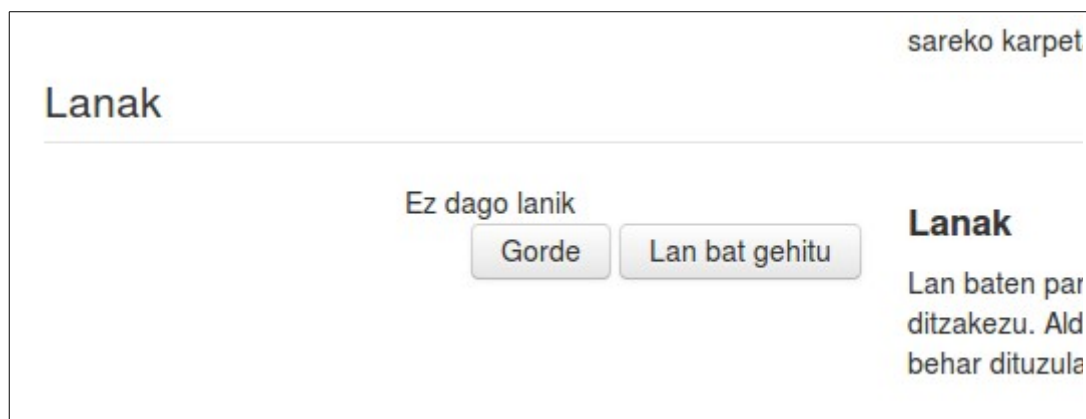 sareko karpet
Lanak
Ez dago lanik
Gorde
Lan bat gehitu
Lanak
Lan baten par
ditzakezu. Ald
behar dituzula